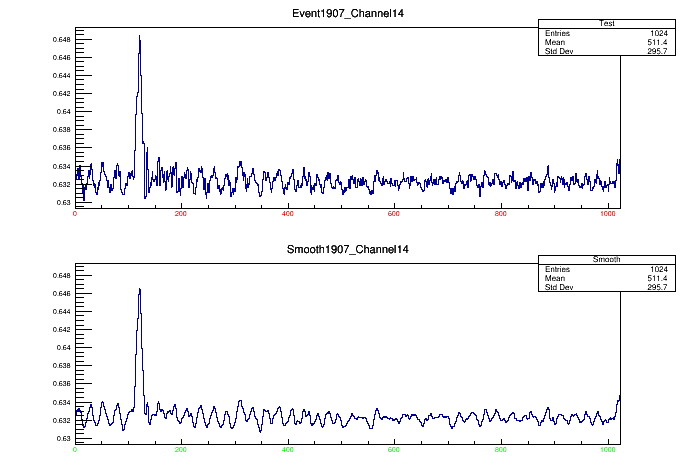 Event1907_Channel14
Test
Entries 1024
Mean 511.4
Std Dev 295.7
0.648
0.646
0.644
0.642
0.64
0.638
0.636
0.634
0.632
0.63
0 200 400 600 800 1000
Smooth1907_Channel14
Smooth
Entries 1024
Mean 511.4
Std Dev 295.7
0.648
0.646
0.644
0.642
0.64
0.638
0.636
0.634
0.632
0.63
0 200 400 600 800 1000